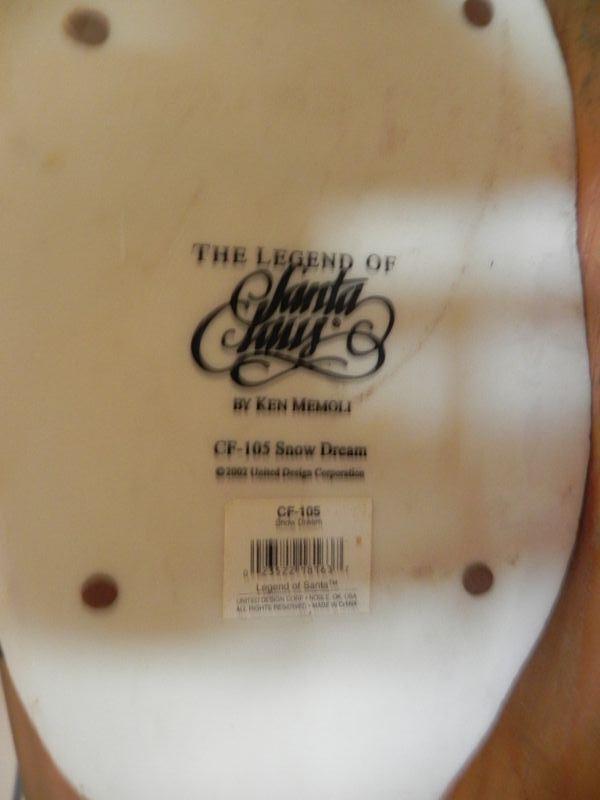 THE LEGEND OF
Santa
Claus®
BY KEN MEMOLI
CF-105 Snow Dream
©2002 United Design Corporation
CF-105
Snow Dream
Legend of Santa™
UNITED DESIGN CORP • NOBLE, OK, USA
ALL RIGHTS RESERVED • MADE IN CHINA